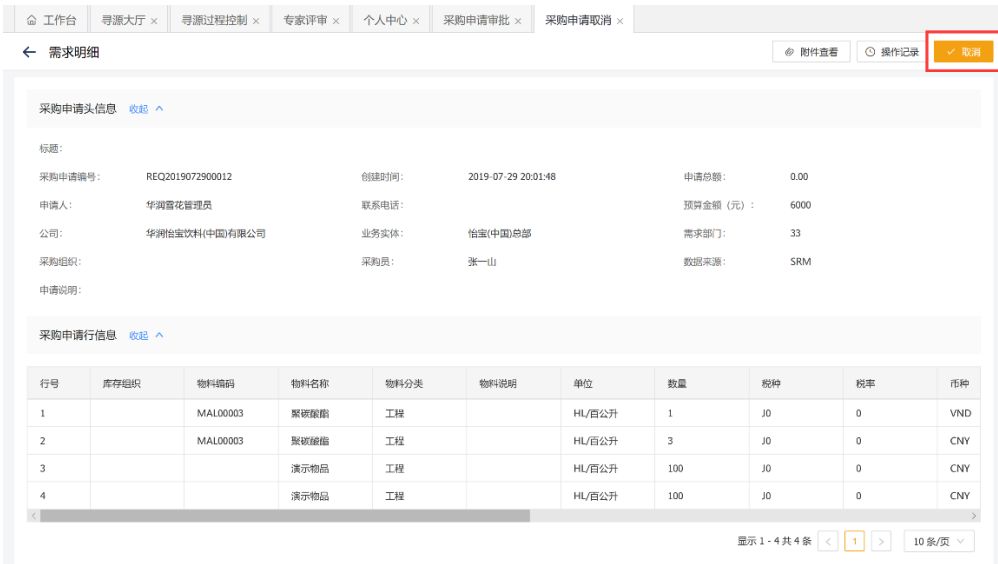 工作台 寻源大厅 × 寻源过程控制 × 专家评审 × 个人中心 × 采购申请审批 × 采购申请取消 ×
← 需求明细 附件查看 操作记录 ✓ 取消
采购申请头信息 收起 ^
标题:
采购申请编号: REQ2019072900012 创建时间: 2019-07-29 20:01:48 申请总额: 0.00
申请人: 华润雪花管理员 联系电话: 预算金额（元）: 6000
公司: 华润怡宝饮料(中国)有限公司 业务实体: 怡宝(中国)总部 需求部门: 33
采购组织: 采购员: 张一山 数据来源: SRM
申请说明:
采购申请行信息 收起 ^
行号 库存组织 物料编码 物料名称 物料分类 物料说明 单位 数量 税种 税率 币种
1 MAL00003 聚碳酸酯 工程 HL/百公升 1 J0 0 VND
2 MAL00003 聚碳酸酯 工程 HL/百公升 3 J0 0 CNY
3 演示物品 工程 HL/百公升 100 J0 0 CNY
4 演示物品 工程 HL/百公升 100 J0 0 CNY
显示 1 - 4 共 4 条 < 1 > 10 条/页